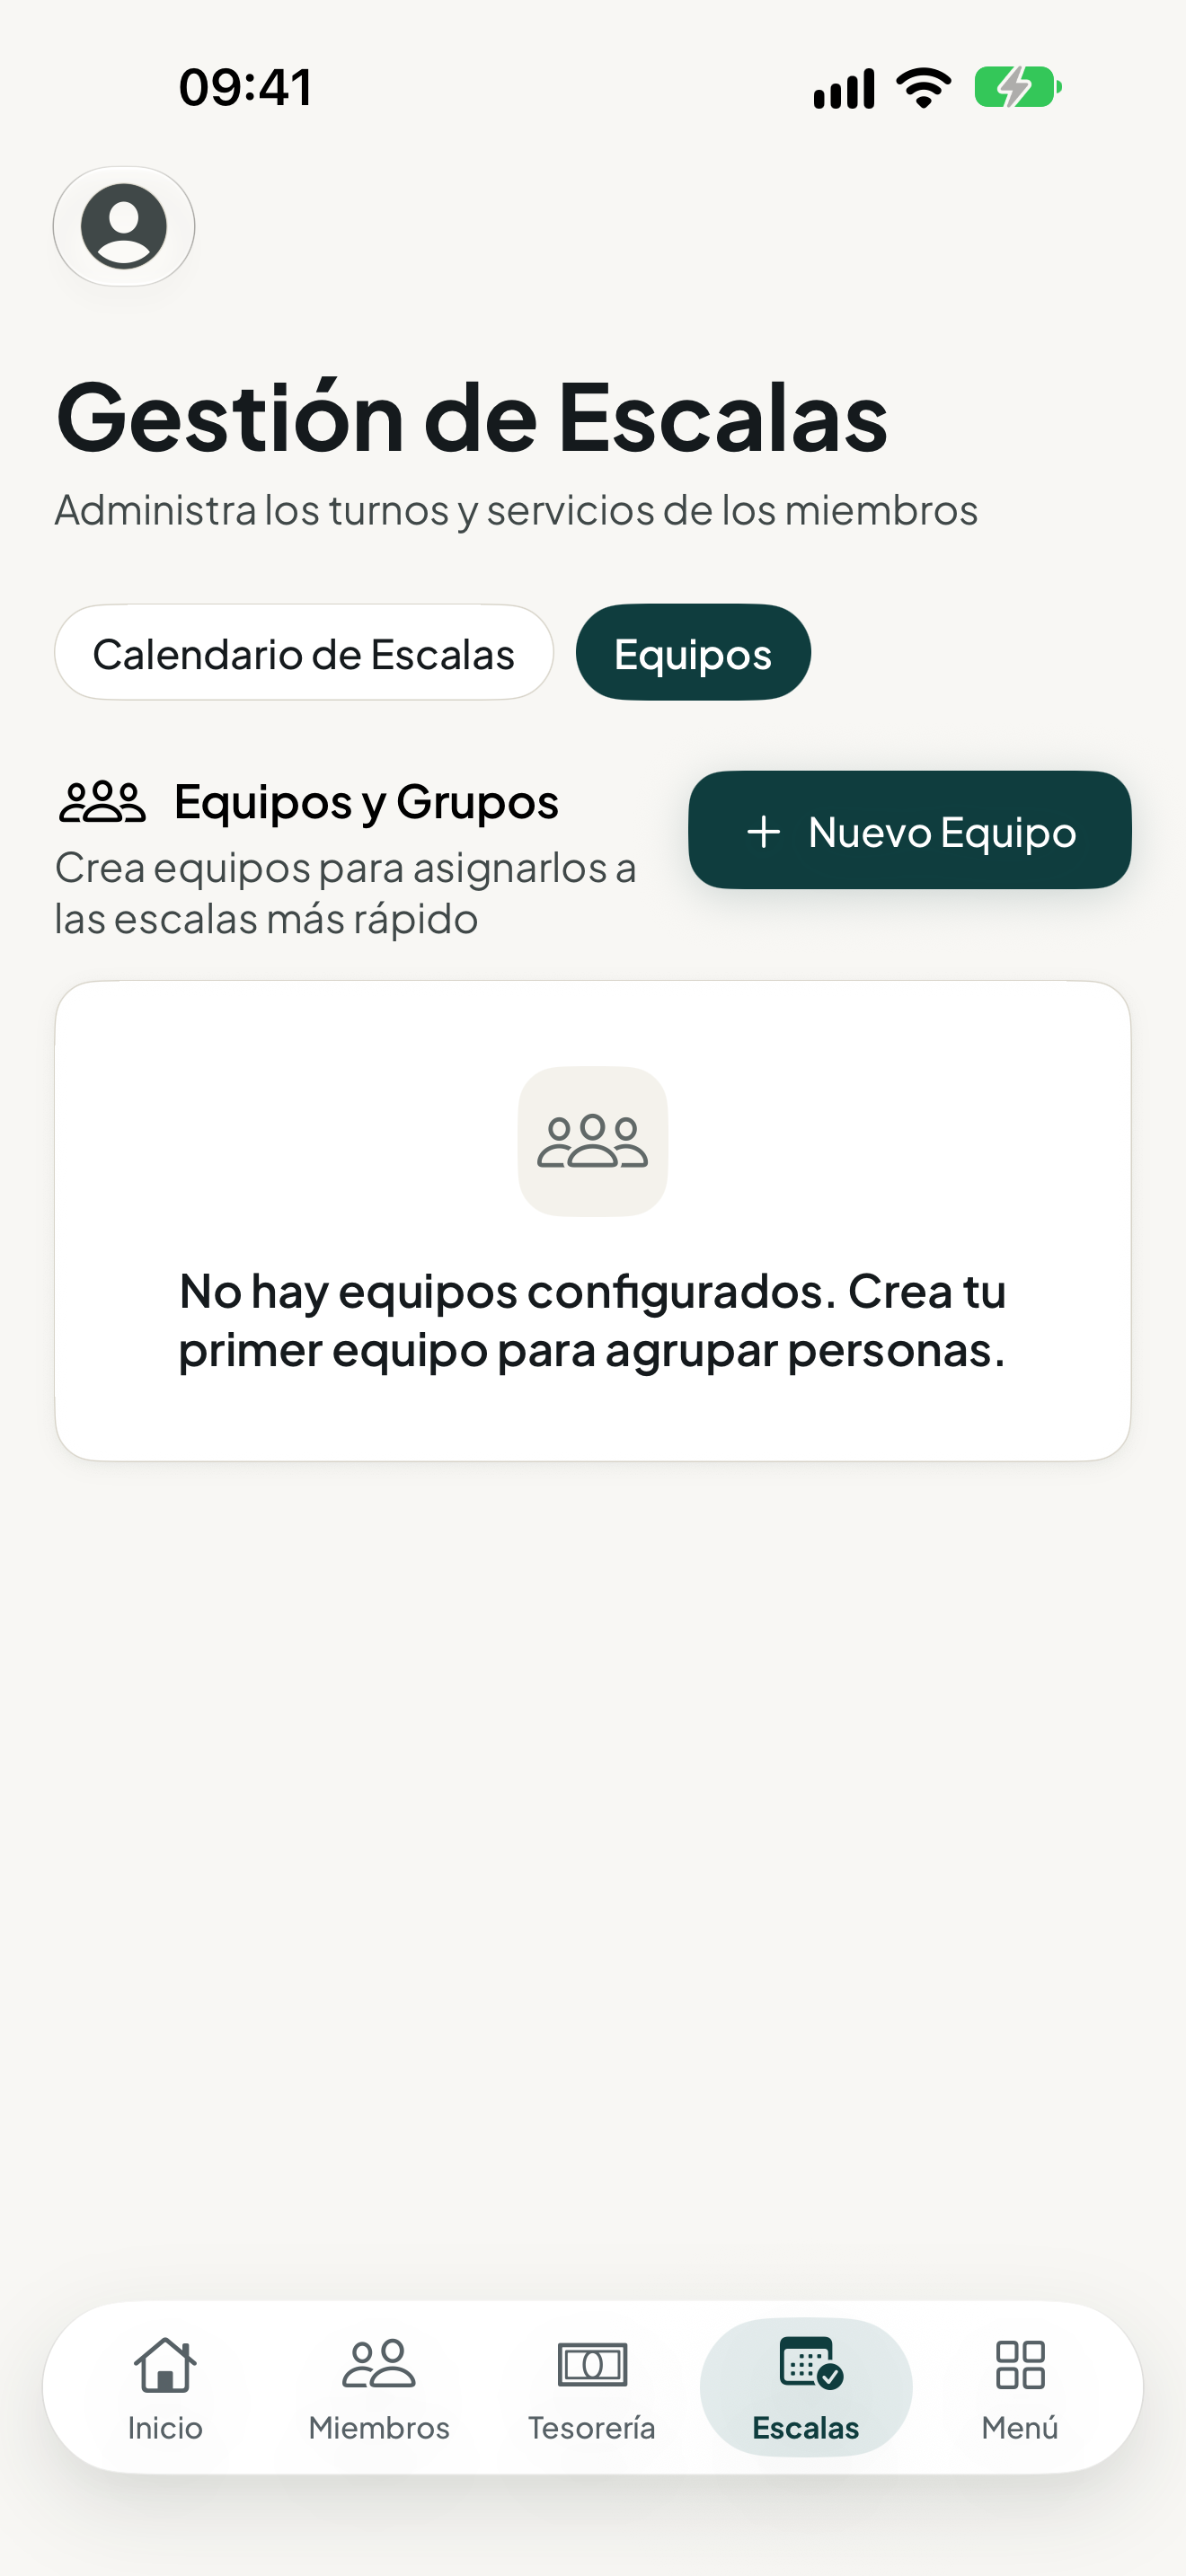 09:41
Gestión de Escalas
Administra los turnos y servicios de los miembros
Calendario de Escalas
Equipos
Equipos y Grupos
Crea equipos para asignarlos a
las escalas más rápido
Nuevo Equipo
No hay equipos configurados. Crea tu
primer equipo para agrupar personas.
Inicio
Miembros
Tesorería
Escalas
Menú